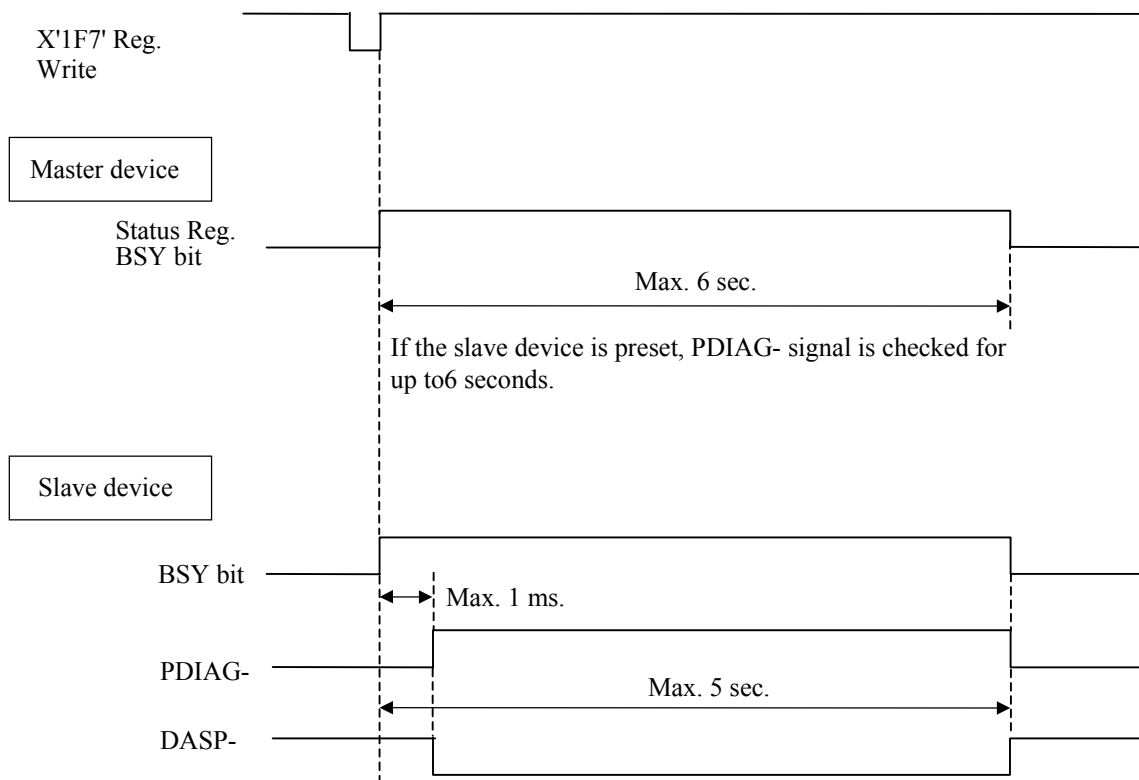 X'1F7' Reg.
Write
Master device
Status Reg.
BSY bit
Max. 6 sec.
If the slave device is preset, PDIAG- signal is checked for
up to6 seconds.
Slave device
BSY bit
Max. 1 ms.
PDIAG-
Max. 5 sec.
DASP-